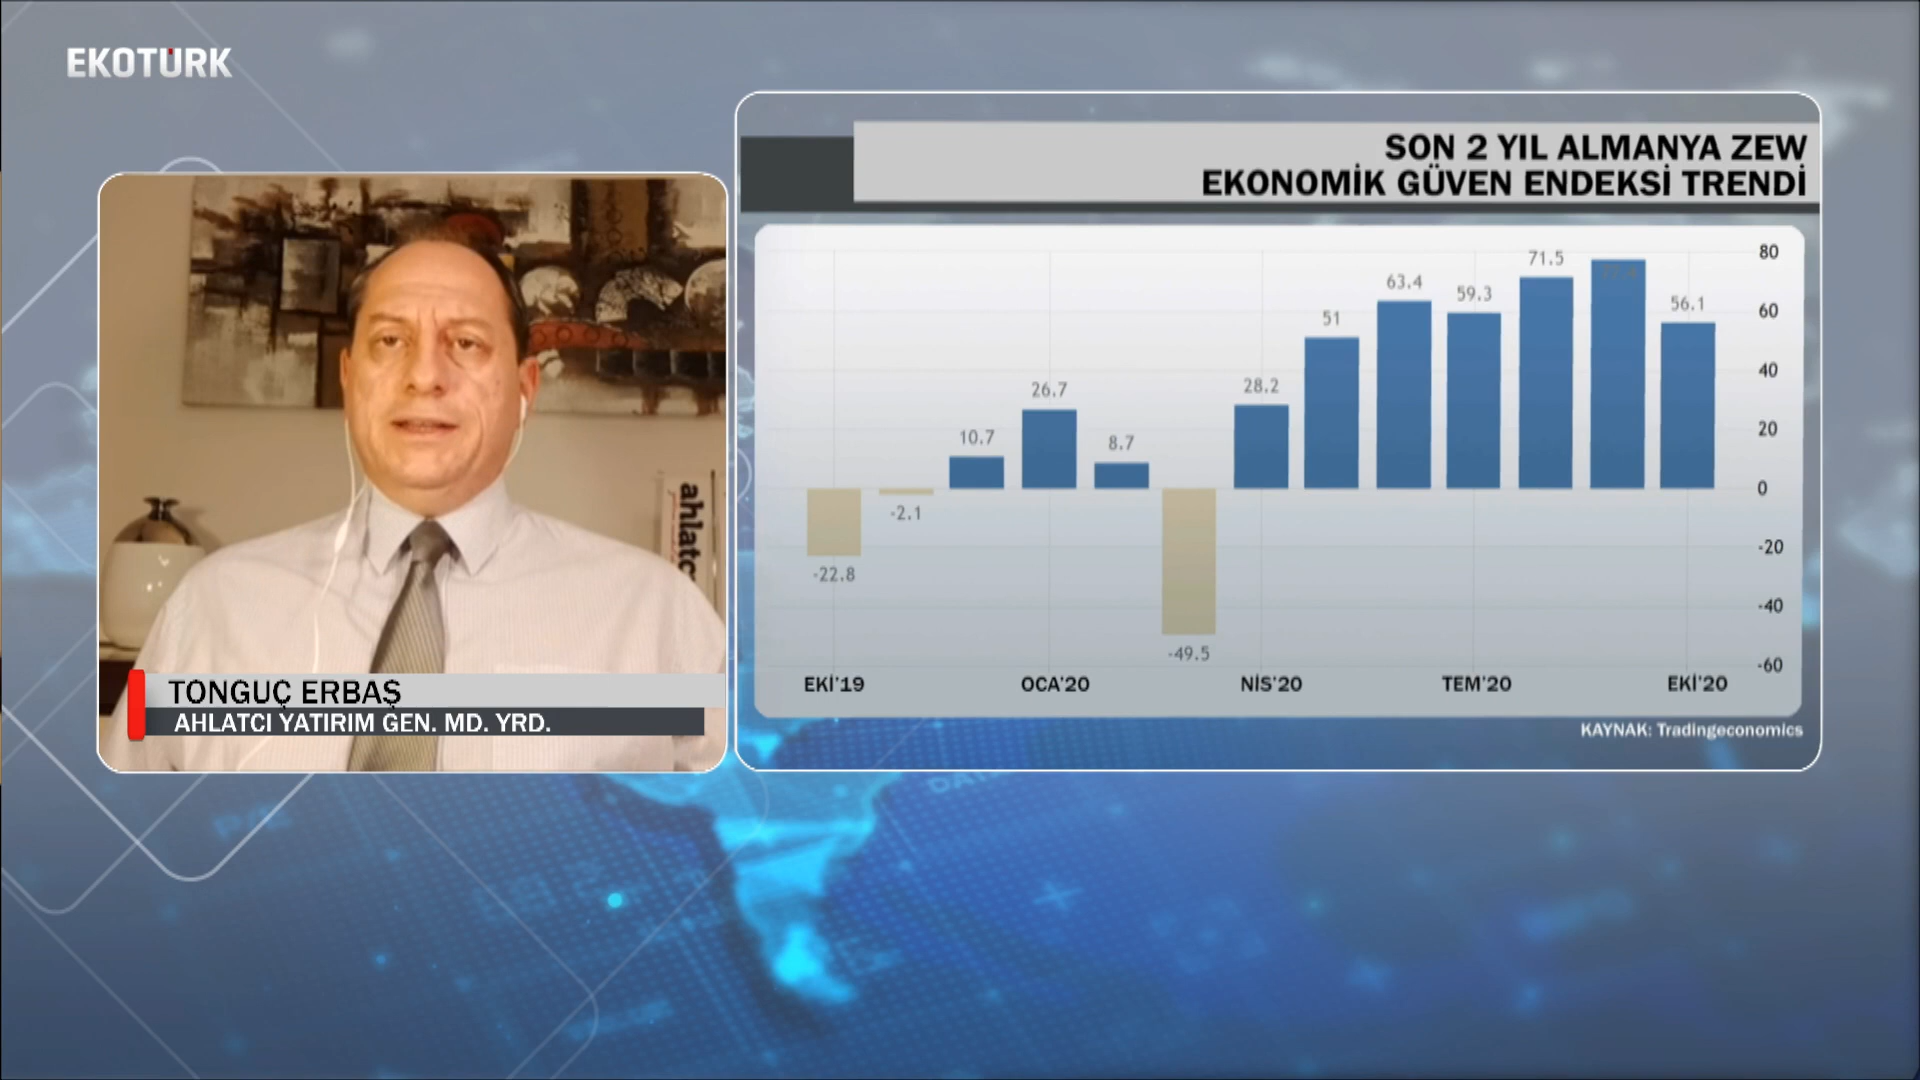 EKOTÜRK
SON 2 YIL ALMANYA ZEW
EKONOMİK GÜVEN ENDEKSİ TRENDİ
80
60
40
20
0
-20
-40
-60
-22.8
-2.1
10.7
26.7
8.7
-49.5
28.2
51
63.4
59.3
71.5
77.4
56.1
EKİ'19
OCA'20
NİS'20
TEM'20
EKİ'20
KAYNAK: Tradingeconomics
ahlatc
TONGUÇ ERBAŞ
AHLATCI YATIRIM GEN. MD. YRD.